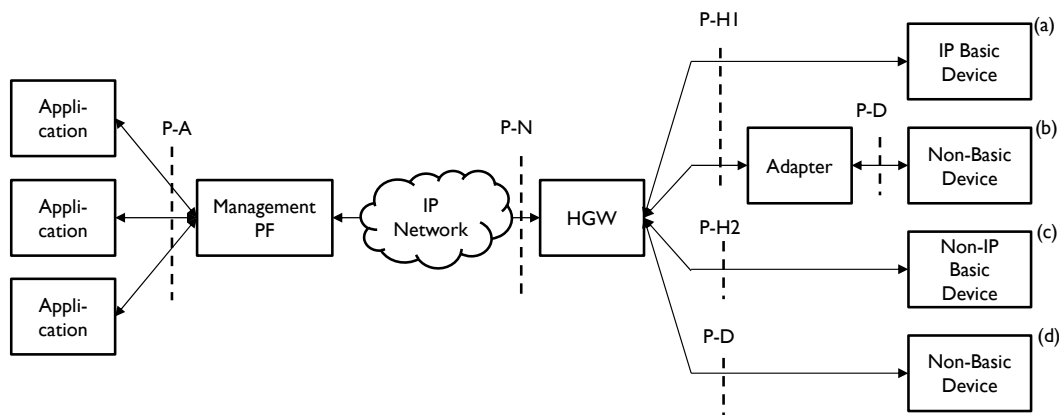 P-H1
(a)
IP Basic
Device
Appli-
cation
P-A
P-N
P-D
(b)
Adapter
Non-Basic
Device
Appli-
cation
Management
PF
IP
Network
HGW
P-H2
(c)
Non-IP
Basic
Device
Appli-
cation
P-D
(d)
Non-Basic
Device